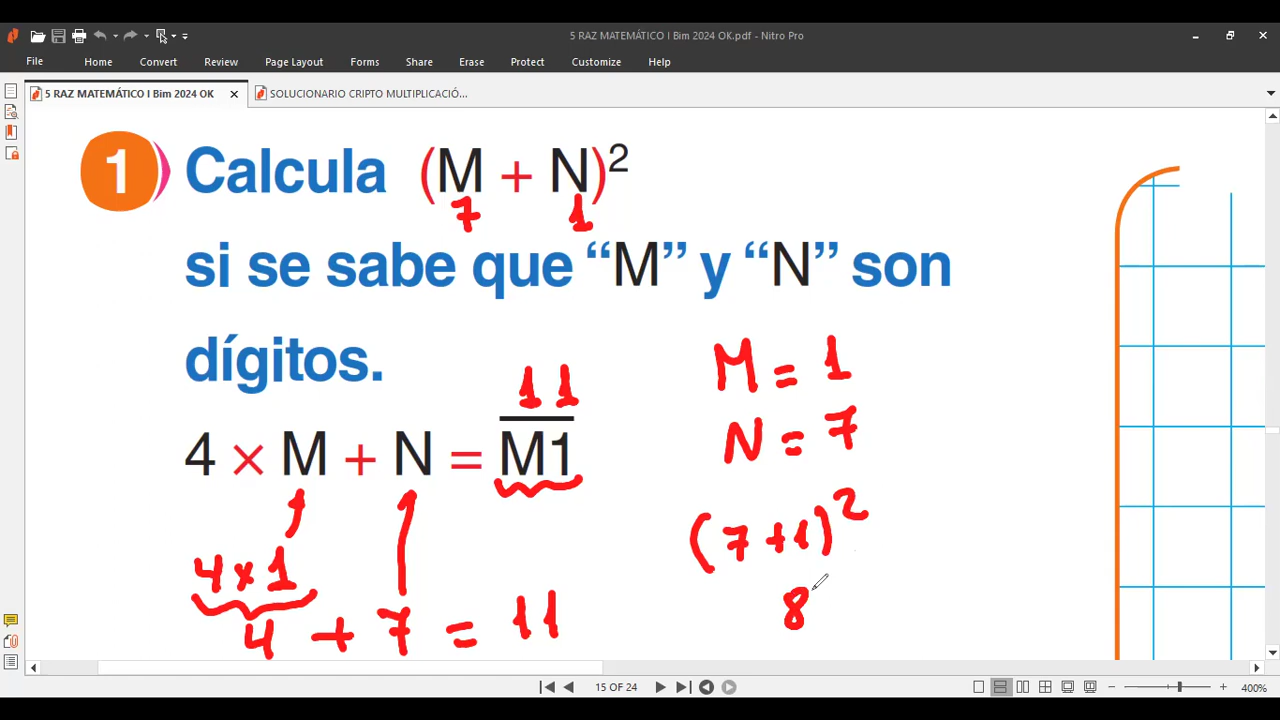 5 RAZ MATEMÁTICO I Bim 2024 OK.pdf - Nitro Pro
File Home Convert Review Page Layout Forms Share Erase Protect Customize Help
5 RAZ MATEMÁTICO I Bim 2024 OK SOLUCIONARIO CRIPTO MULTIPLICACIÓ...
1 Calcula (M + N)²
7 1
si se sabe que “M” y “N” son
dígitos.
M = 1
1 1
N = 7
4 × M + N = M1
(7+1)²
4×1
8
4 + 7 = 11
15 OF 24
400%